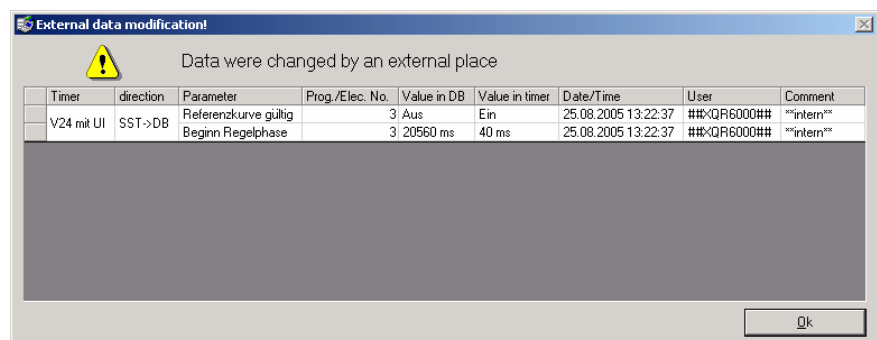 External data modification!
Data were changed by an external place
Timer direction Parameter Prog./Elec. No. Value in DB Value in timer Date/Time User Comment
V24 mit UI SST->DB Referenzkurve gültig 3 Aus Ein 25.08.2005 13:22:37 ##XQR6000## **intern**
Beginn Regelphase 3 20560 ms 40 ms 25.08.2005 13:22:37 ##XQR6000## **intern**
Ok